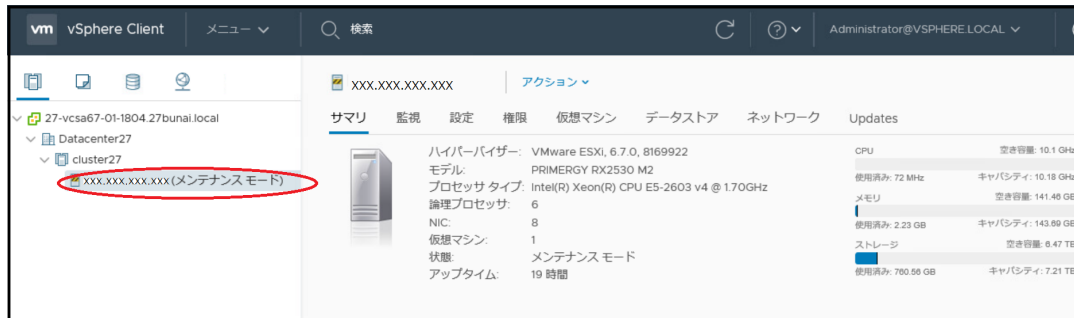 vm vSphere Client メニュー 検索 Administrator@VSPHERE.LOCAL
xxx.xxx.xxx.xxx アクション
27-vcsa67-01-1804.27bunai.local
Datacenter27
cluster27
xxx.xxx.xxx.xxx(メンテナンス モード)
サマリ 監視 設定 権限 仮想マシン データストア ネットワーク Updates
ハイパーバイザー: VMware ESXi, 6.7.0, 8169922
モデル: PRIMERGY RX2530 M2
プロセッサ タイプ: Intel(R) Xeon(R) CPU E5-2603 v4 @ 1.70GHz
論理プロセッサ: 6
NIC: 8
仮想マシン: 1
状態: メンテナンス モード
アップタイム: 19 時間
CPU 空き容量: 10.1 GHz
使用済み: 72 MHz キャパシティ: 10.18 GHz
メモリ 空き容量: 141.46 GB
使用済み: 2.23 GB キャパシティ: 143.69 GB
ストレージ 空き容量: 6.47 TB
使用済み: 760.56 GB キャパシティ: 7.21 TB